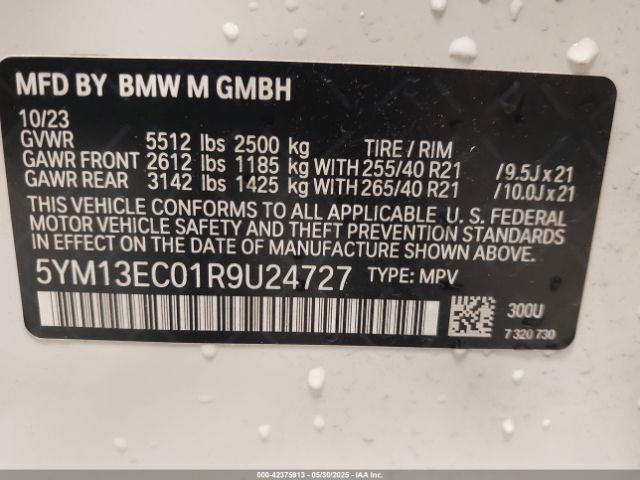 MFD BY BMW M GMBH
10/23
GVWR 5512 lbs 2500 kg TIRE / RIM
GAWR FRONT 2612 lbs 1185 kg WITH 255/40 R21 / 9.5J x 21
GAWR REAR 3142 lbs 1425 kg WITH 265/40 R21 / 10.0J x 21
THIS VEHICLE CONFORMS TO ALL APPLICABLE U. S. FEDERAL
MOTOR VEHICLE SAFETY AND THEFT PREVENTION STANDARDS
IN EFFECT ON THE DATE OF MANUFACTURE SHOWN ABOVE.
5YM13EC01R9U24727 TYPE: MPV
300U
7 320 730
000-42375913 - 05/30/2025 - IAAHQCCCPR1